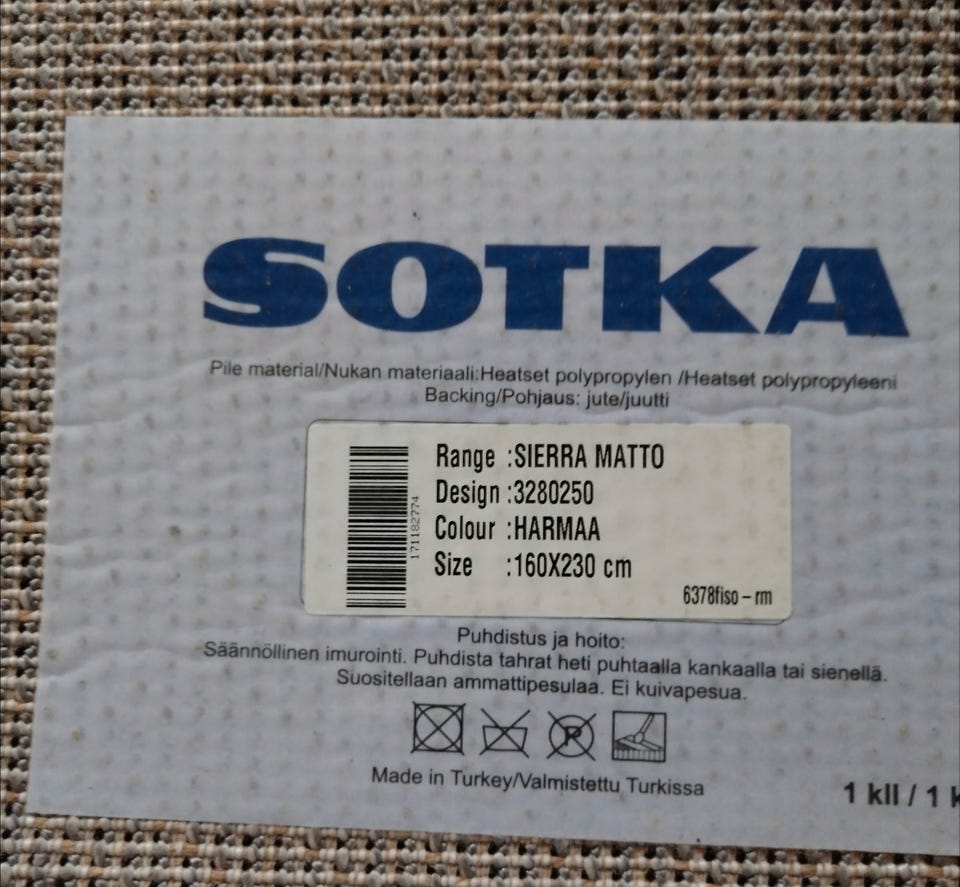 SOTKA
Pile material/Nukan materiaali:Heatset polypropylen /Heatset polypropyleeni
Backing/Pohjaus: jute/juutti
Range :SIERRA MATTO
Design :3280250
Colour :HARMAA
Size :160X230 cm
171182774
6378fiso – rm
Puhdistus ja hoito:
Säännöllinen imurointi. Puhdista tahrat heti puhtaalla kankaalla tai sienellä.
Suositellaan ammattipesulaa. Ei kuivapesua.
P
Made in Turkey/Valmistettu Turkissa
1 kll / 1